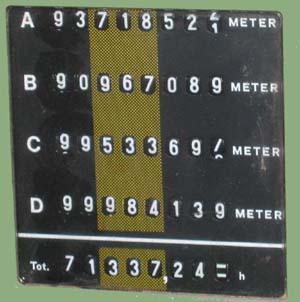 A 9371852 METER
B 90967089 METER
C 9953369 METER
D 99984139 METER
Tot. 71337,24 h